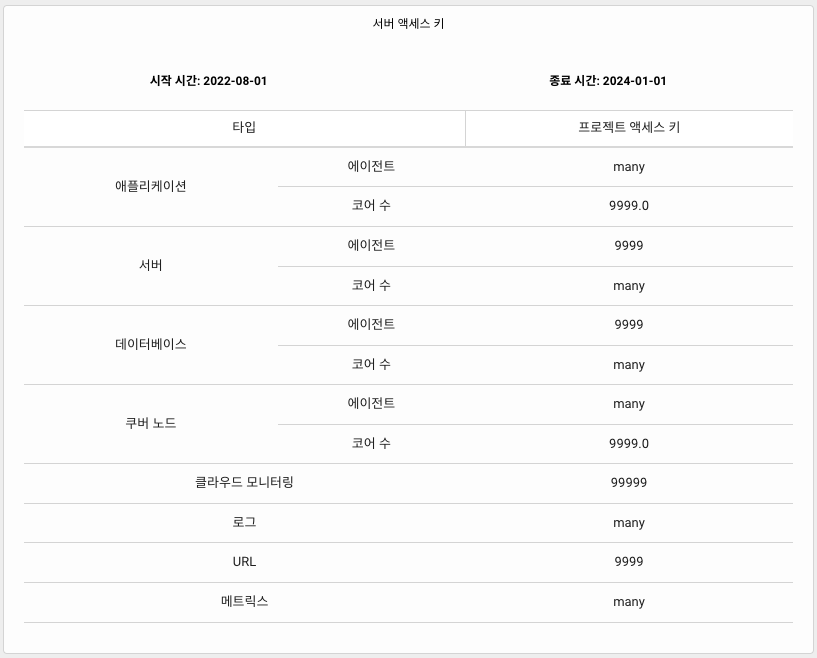 서버 액세스 키
시작 시간: 2022-08-01 종료 시간: 2024-01-01
타입 프로젝트 액세스 키
애플리케이션 에이전트 many
코어 수 9999.0
서버 에이전트 9999
코어 수 many
데이터베이스 에이전트 9999
코어 수 many
쿠버 노드 에이전트 many
코어 수 9999.0
클라우드 모니터링 99999
로그 many
URL 9999
메트릭스 many